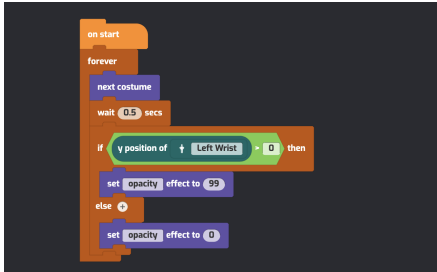 on start
forever
next costume
wait 0.5 secs
if y position of Left Wrist > 0 then
set opacity effect to 99
else +
set opacity effect to 0